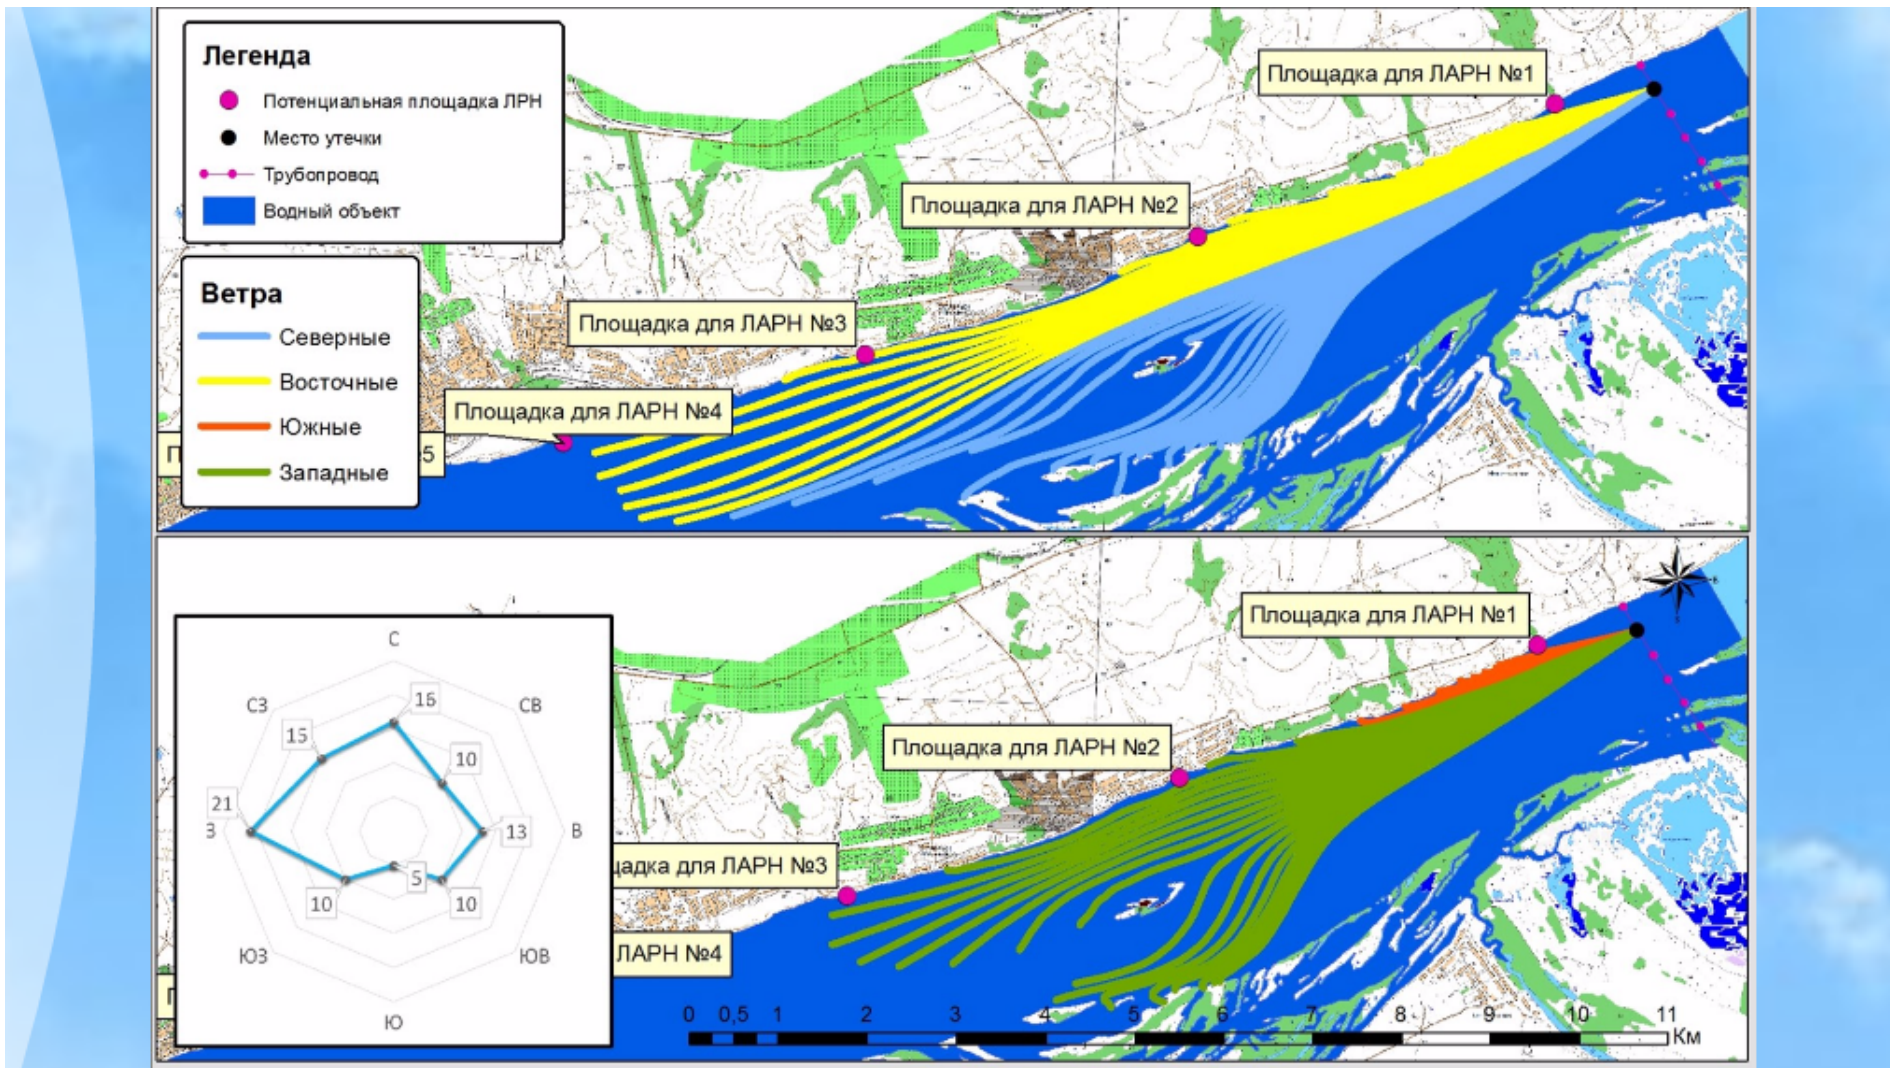 Легенда
Потенциальная площадка ЛРН
Место утечки
Трубопровод
Водный объект
Ветра
Северные
Восточные
Южные
Западные
Площадка для ЛАРН №1
Площадка для ЛАРН №2
Площадка для ЛАРН №3
Площадка для ЛАРН №4
П
5
Площадка для ЛАРН №1
Площадка для ЛАРН №2
щадка для ЛАРН №3
ЛАРН №4
С
СЗ
16
СВ
15
10
21
З
13
В
10
5
10
ЮЗ
ЮВ
Ю
0 0,5 1 2 3 4 5 6 7 8 9 10 11
Км